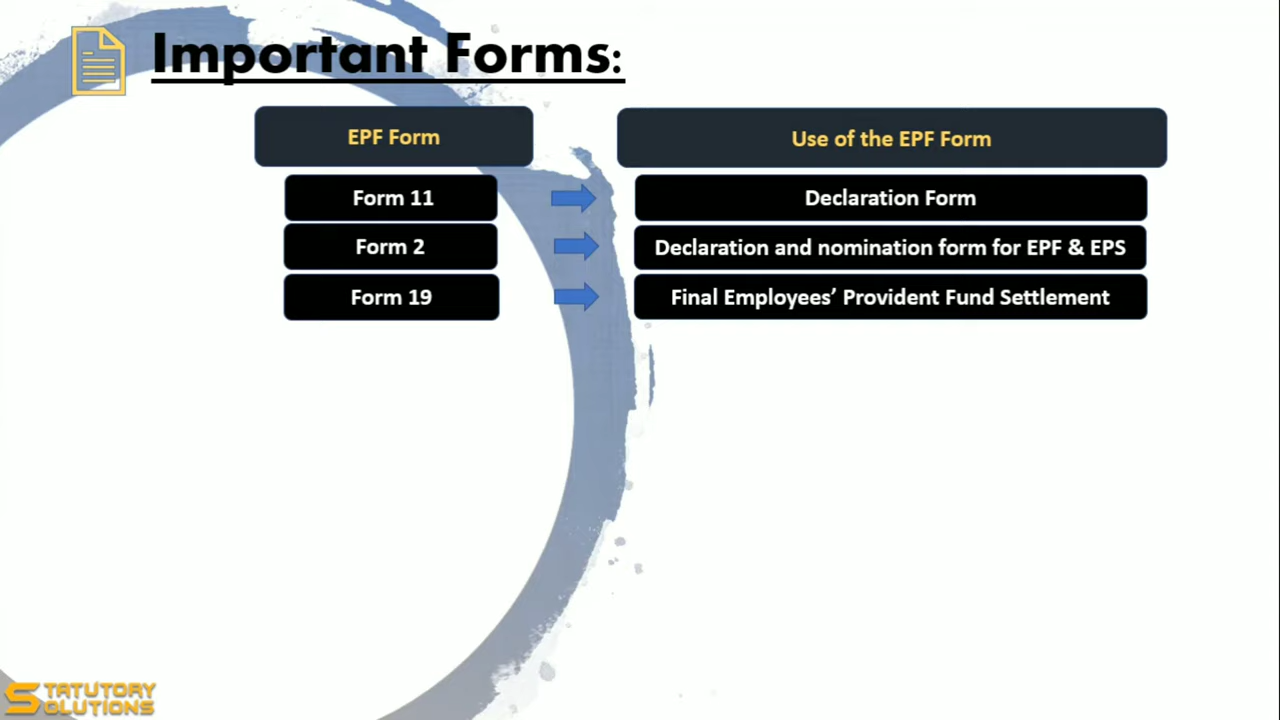 Important Forms:
EPF Form
Use of the EPF Form
Form 11
Declaration Form
Form 2
Declaration and nomination form for EPF & EPS
Form 19
Final Employees’ Provident Fund Settlement
STATUTORY
SOLUTIONS